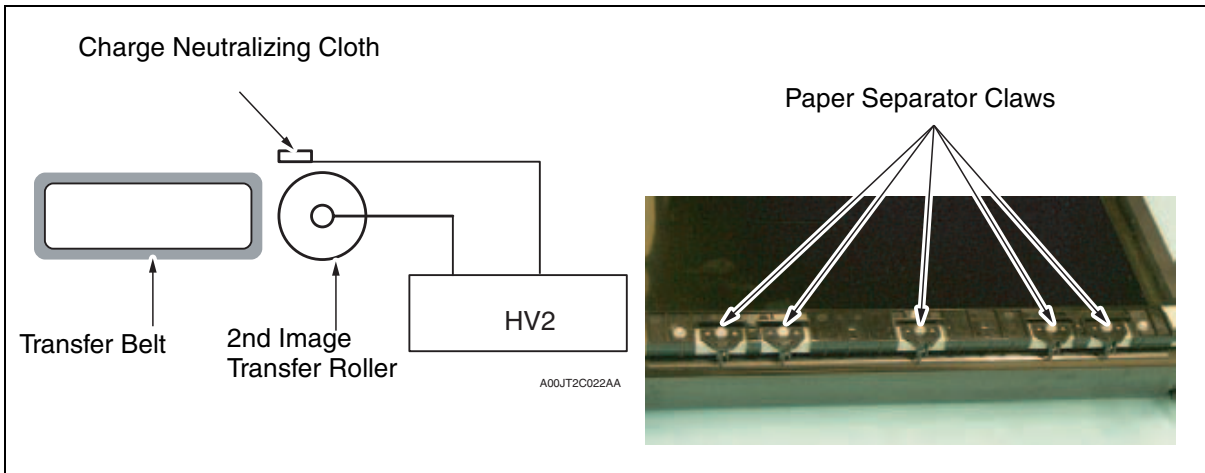 Charge Neutralizing Cloth
Paper Separator Claws
HV2
Transfer Belt
2nd Image
Transfer Roller
A00JT2C022AA